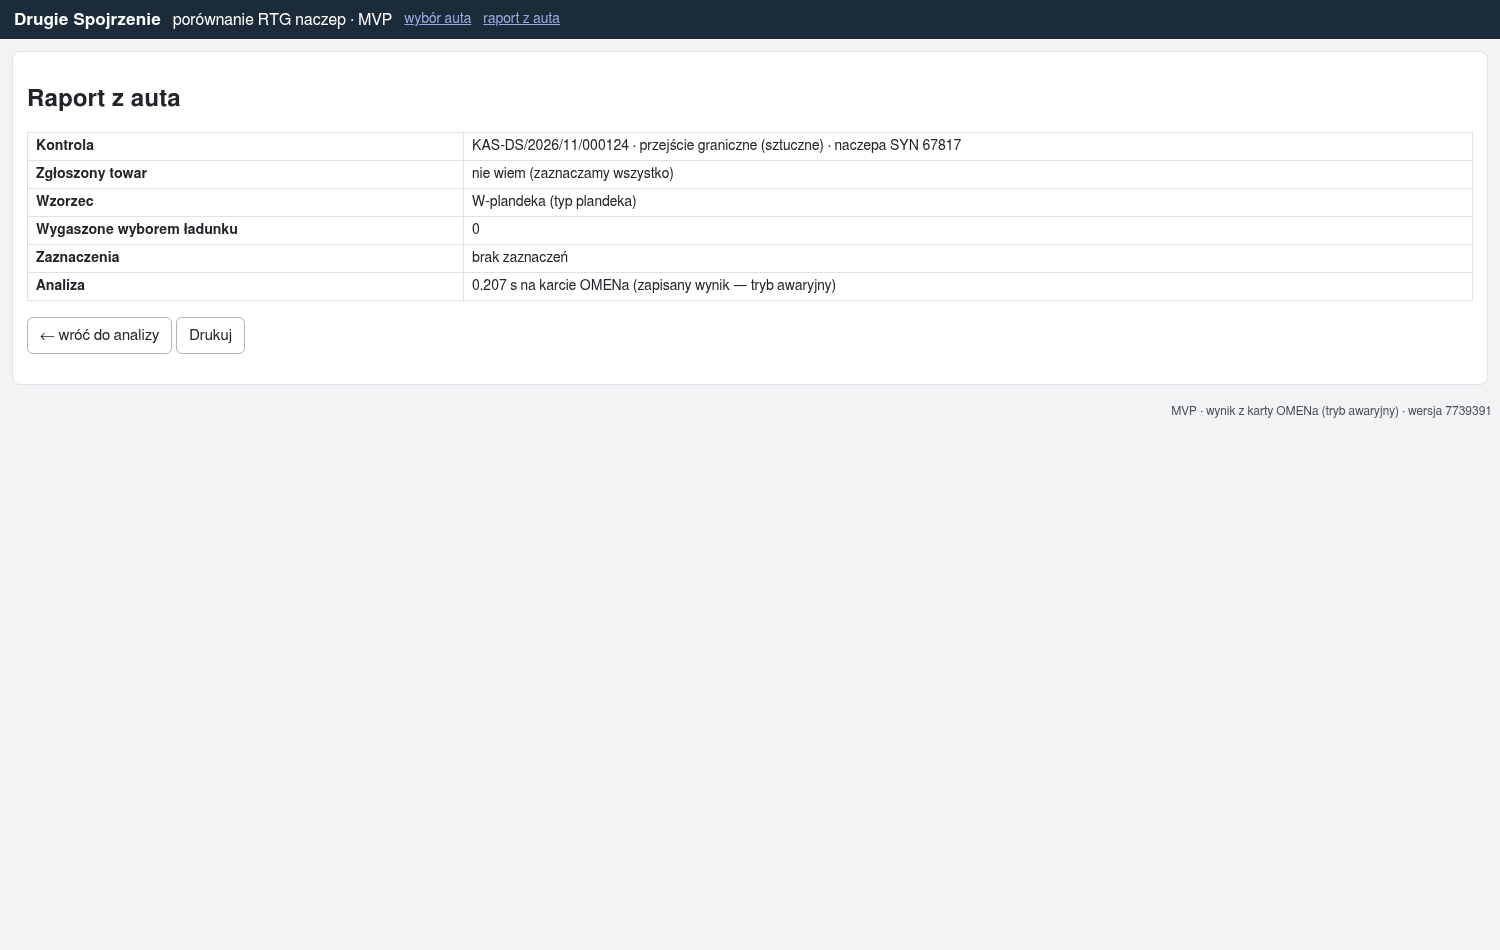 Drugie Spojrzenie porównanie RTG naczep · MVP wybór auta raport z auta
Raport z auta
Kontrola KAS-DS/2026/11/000124 · przejście graniczne (sztuczne) · naczepa SYN 67817
Zgłoszony towar nie wiem (zaznaczamy wszystko)
Wzorzec W-plandeka (typ plandeka)
Wygaszone wyborem ładunku 0
Zaznaczenia brak zaznaczeń
Analiza 0.207 s na karcie OMENa (zapisany wynik — tryb awaryjny)
← wróć do analizy Drukuj
MVP · wynik z karty OMENa (tryb awaryjny) · wersja 7739391